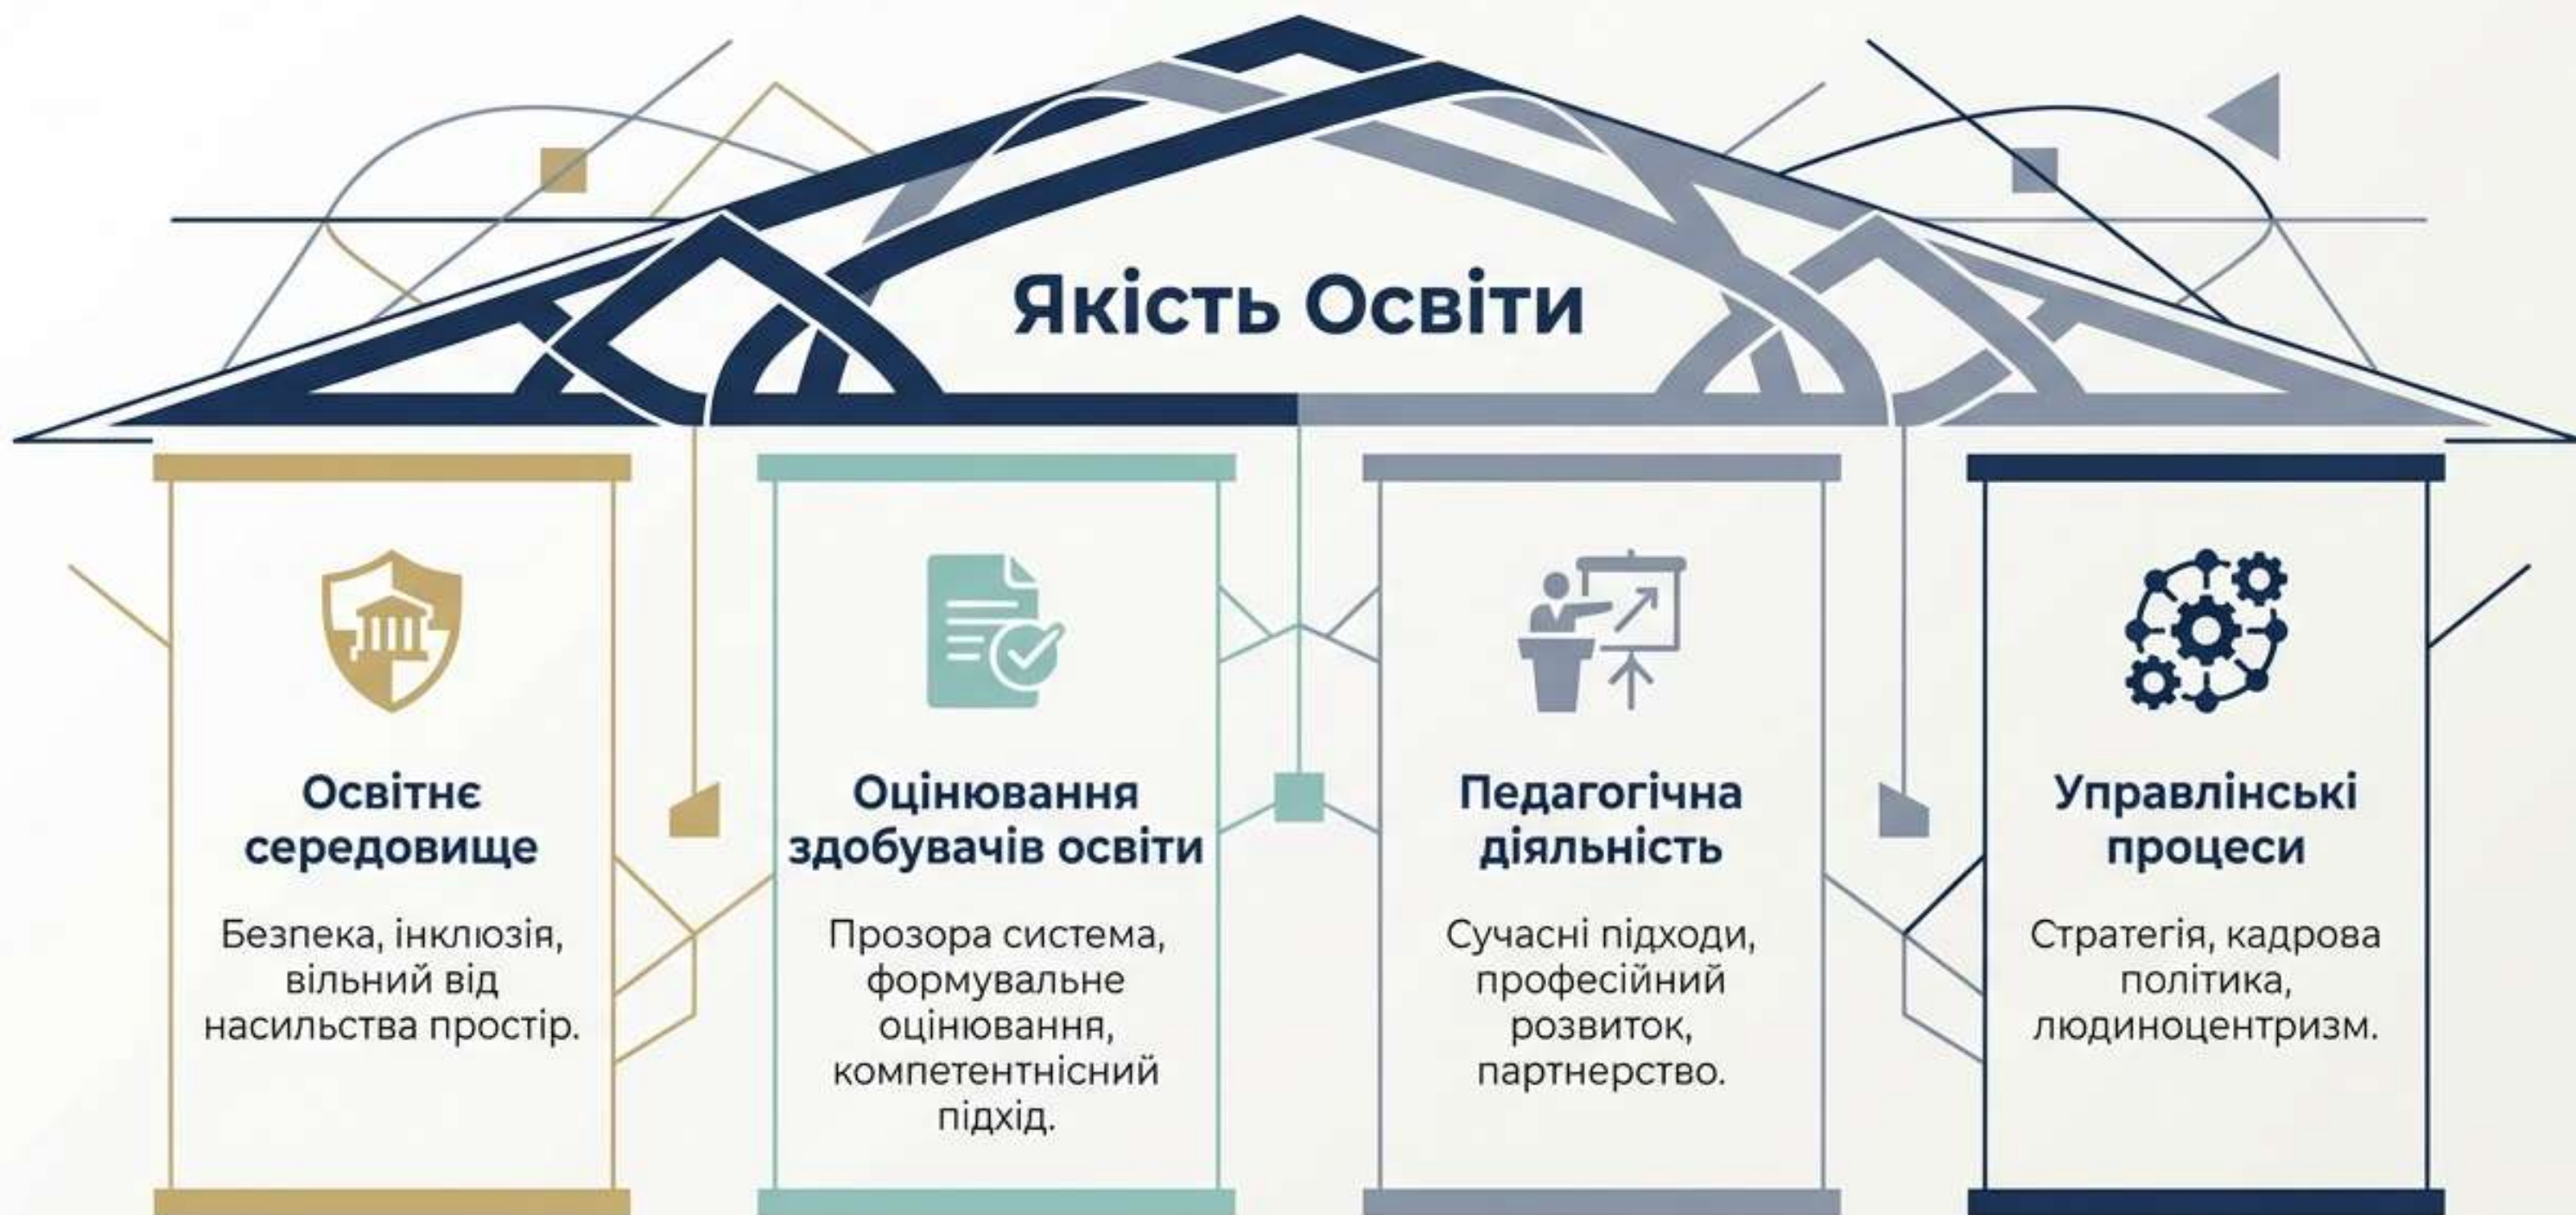 Якість Освіти
Освітнє
середовище
Безпека, інклюзія,
вільний від
насильства простір.
Оцінювання
здобувачів освіти
Прозора система,
формувальне
оцінювання,
компетентнісний
підхід.
Педагогічна
діяльність
Сучасні підходи,
професійний
розвиток,
партнерство.
Управлінські
процеси
Стратегія, кадрова
політика,
людиноцентризм.